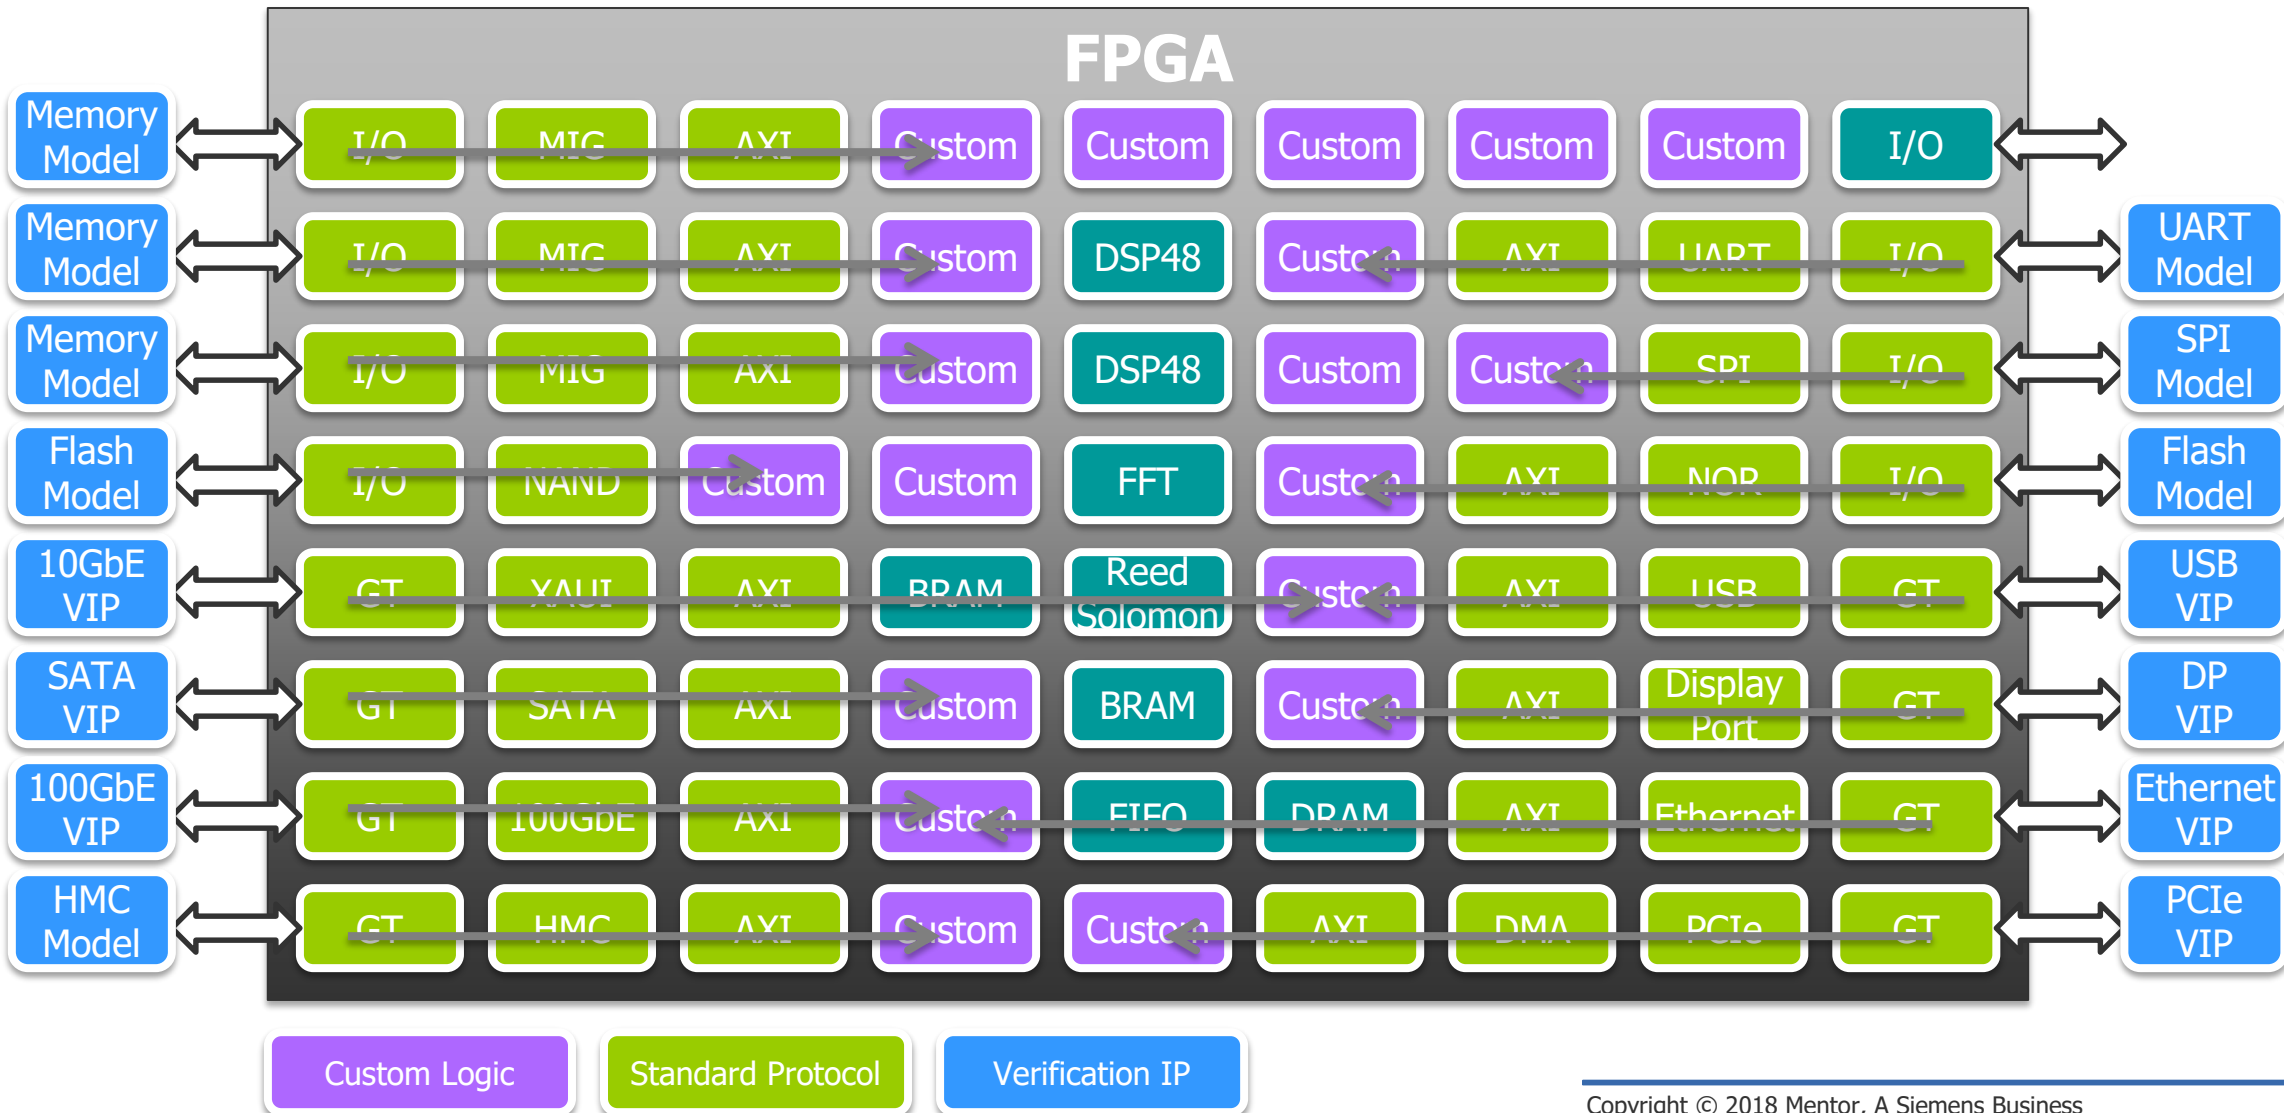 FPGA
Memory
Model
I/O MIG AXI Custom Custom Custom Custom Custom I/O
Memory
Model
I/O MIG AXI Custom DSP48 Custom AXI UART I/O
UART
Model
Memory
Model
I/O MIG AXI Custom DSP48 Custom Custom SPI I/O
SPI
Model
Flash
Model
I/O NAND Custom Custom FFT Custom AXI NOR I/O
Flash
Model
10GbE
VIP
GT XAUI AXI BRAM Reed
Solomon
Custom AXI USB GT
USB
VIP
SATA
VIP
GT SATA AXI Custom BRAM Custom AXI Display
Port
GT
DP
VIP
100GbE
VIP
GT 100GbE AXI Custom FIFO DRAM AXI Ethernet GT
Ethernet
VIP
HMC
Model
GT HMC AXI Custom Custom AXI DMA PCIe GT
PCIe
VIP
Custom Logic Standard Protocol Verification IP
Copyright © 2018 Mentor, A Siemens Business